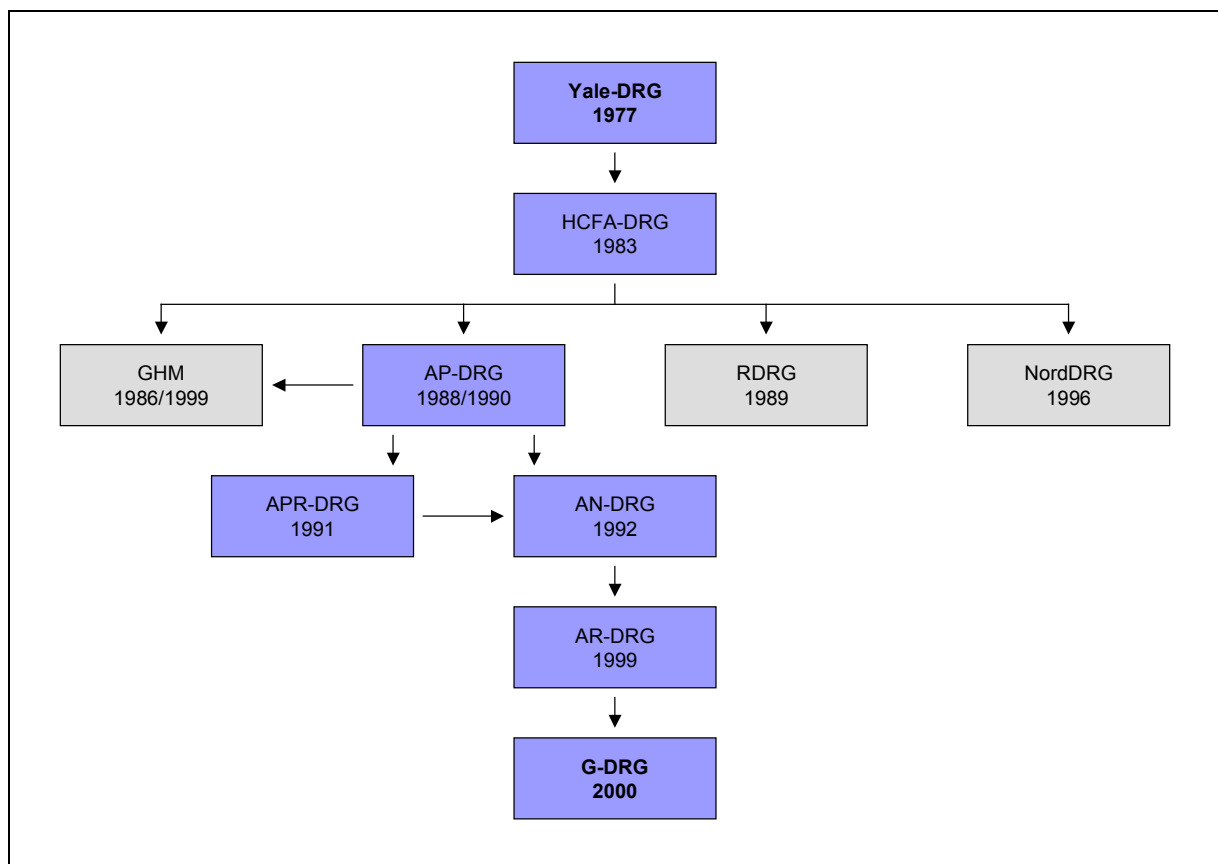 Yale-DRG
1977
HCFA-DRG
1983
GHM
1986/1999
AP-DRG
1988/1990
RDRG
1989
NordDRG
1996
APR-DRG
1991
AN-DRG
1992
AR-DRG
1999
G-DRG
2000